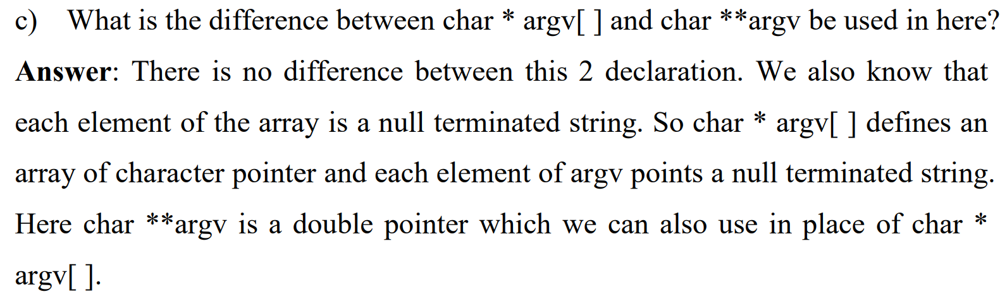 c) What is the difference between char * argv[ ] and char **argv be used in here?
Answer: There is no difference between this 2 declaration. We also know that
each element of the array is a null terminated string. So char * argv[ ] defines an
array of character pointer and each element of argv points a null terminated string.
Here char **argv is a double pointer which we can also use in place of char *
argv[ ].